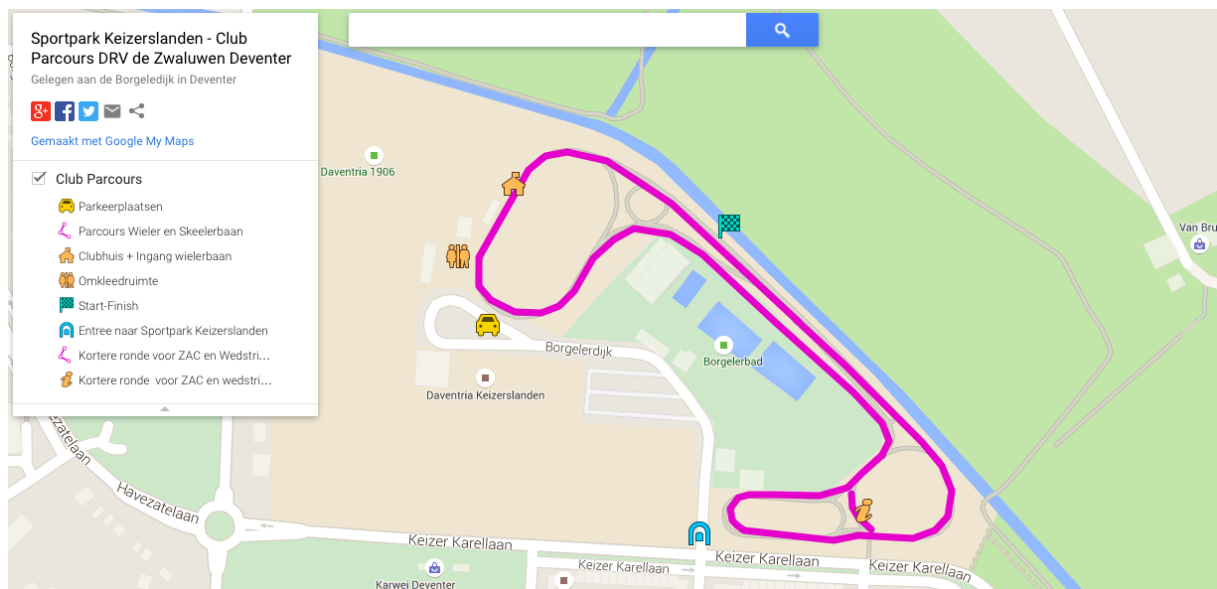 Sportpark Keizerslanden - Club
Parcours DRV de Zwaluwen Deventer
Gelegen aan de Borgeledijk in Deventer
8+
Gemaakt met Google My Maps
Club Parcours
Parkeerplaatsen
Parcours Wieler en Skeelerbaan
Clubhuis + Ingang wielerbaan
Omkleedruimte
Start-Finish
Entree naar Sportpark Keizerslanden
Kortere ronde voor ZAC en Wedstri...
Kortere ronde voor ZAC en wedstri...
Daventria 1906
Van Bru
Borgelerdijk
Borgelerbad
Daventria Keizerslanden
Havezatelaan
Havezatelaan
Keizer Karellaan
Keizer Karellaan
Keizer Karellaan
Keizer Karellaan
Karwei Deventer